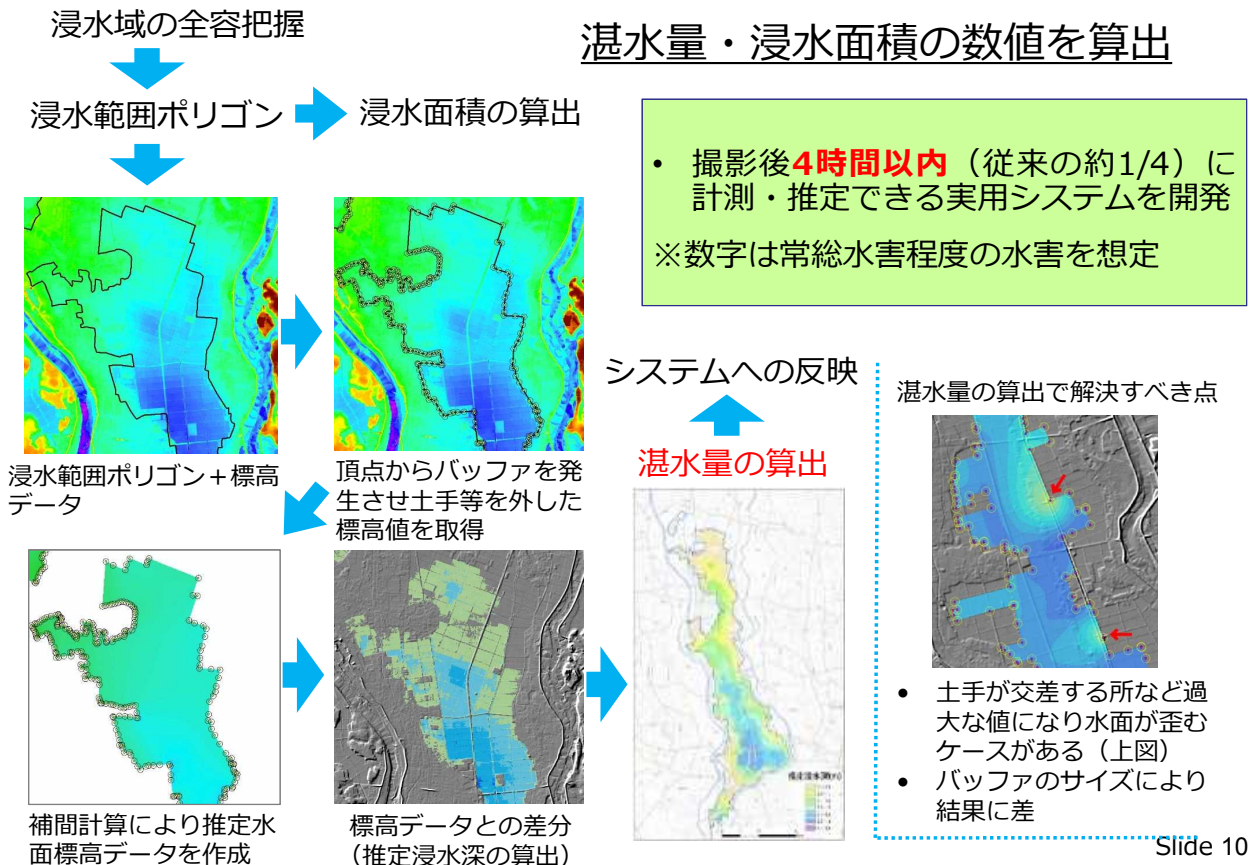 浸水域の全容把握
湛水量・浸水面積の数値を算出
浸水範囲ポリゴン
浸水面積の算出
• 撮影後4時間以内（従来の約1/4）に
計測・推定できる実用システムを開発
※数字は常総水害程度の水害を想定
浸水範囲ポリゴン＋標高
データ
頂点からバッファを発
生させ土手等を外した
標高値を取得
補間計算により推定水
面標高データを作成
標高データとの差分
（推定浸水深の算出）
システムへの反映
湛水量の算出
湛水量の算出で解決すべき点
• 土手が交差する所など過
大な値になり水面が歪む
ケースがある（上図）
• バッファのサイズにより
結果に差
Slide 10